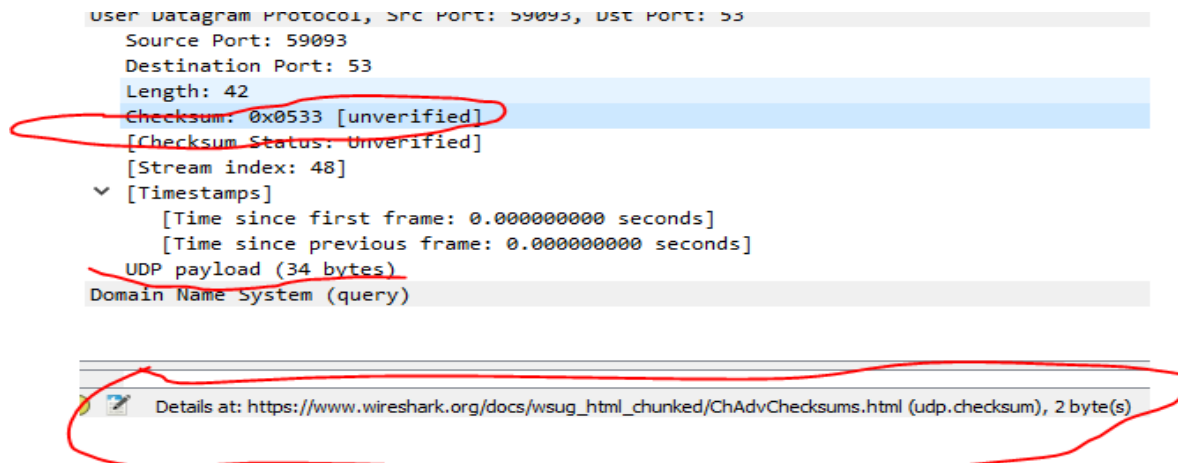 User Datagram Protocol, Src Port: 59093, Dst Port: 53
Source Port: 59093
Destination Port: 53
Length: 42
Checksum: 0x0533 [unverified]
[Checksum Status: Unverified]
[Stream index: 48]
[Timestamps]
[Time since first frame: 0.000000000 seconds]
[Time since previous frame: 0.000000000 seconds]
UDP payload (34 bytes)
Domain Name System (query)
Details at: https://www.wireshark.org/docs/wsug_html_chunked/ChAdvChecksums.html (udp.checksum), 2 byte(s)